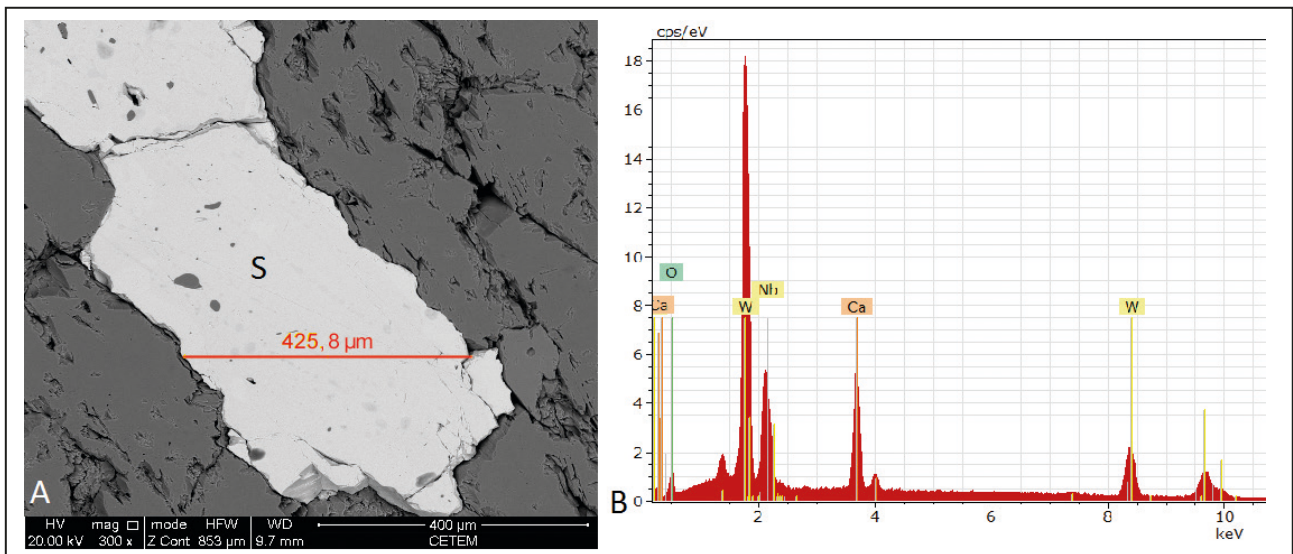 S
425,8 µm
A
HV mag □ mode HFW WD
400 µm
20.00 kV 300 x Z Cont 853 µm 9.7 mm CETEM
cps/eV
18
16
14
12
10
O
8
Ca W Nb Ca W
6
4
2
0
B
2 4 6 8 10
keV